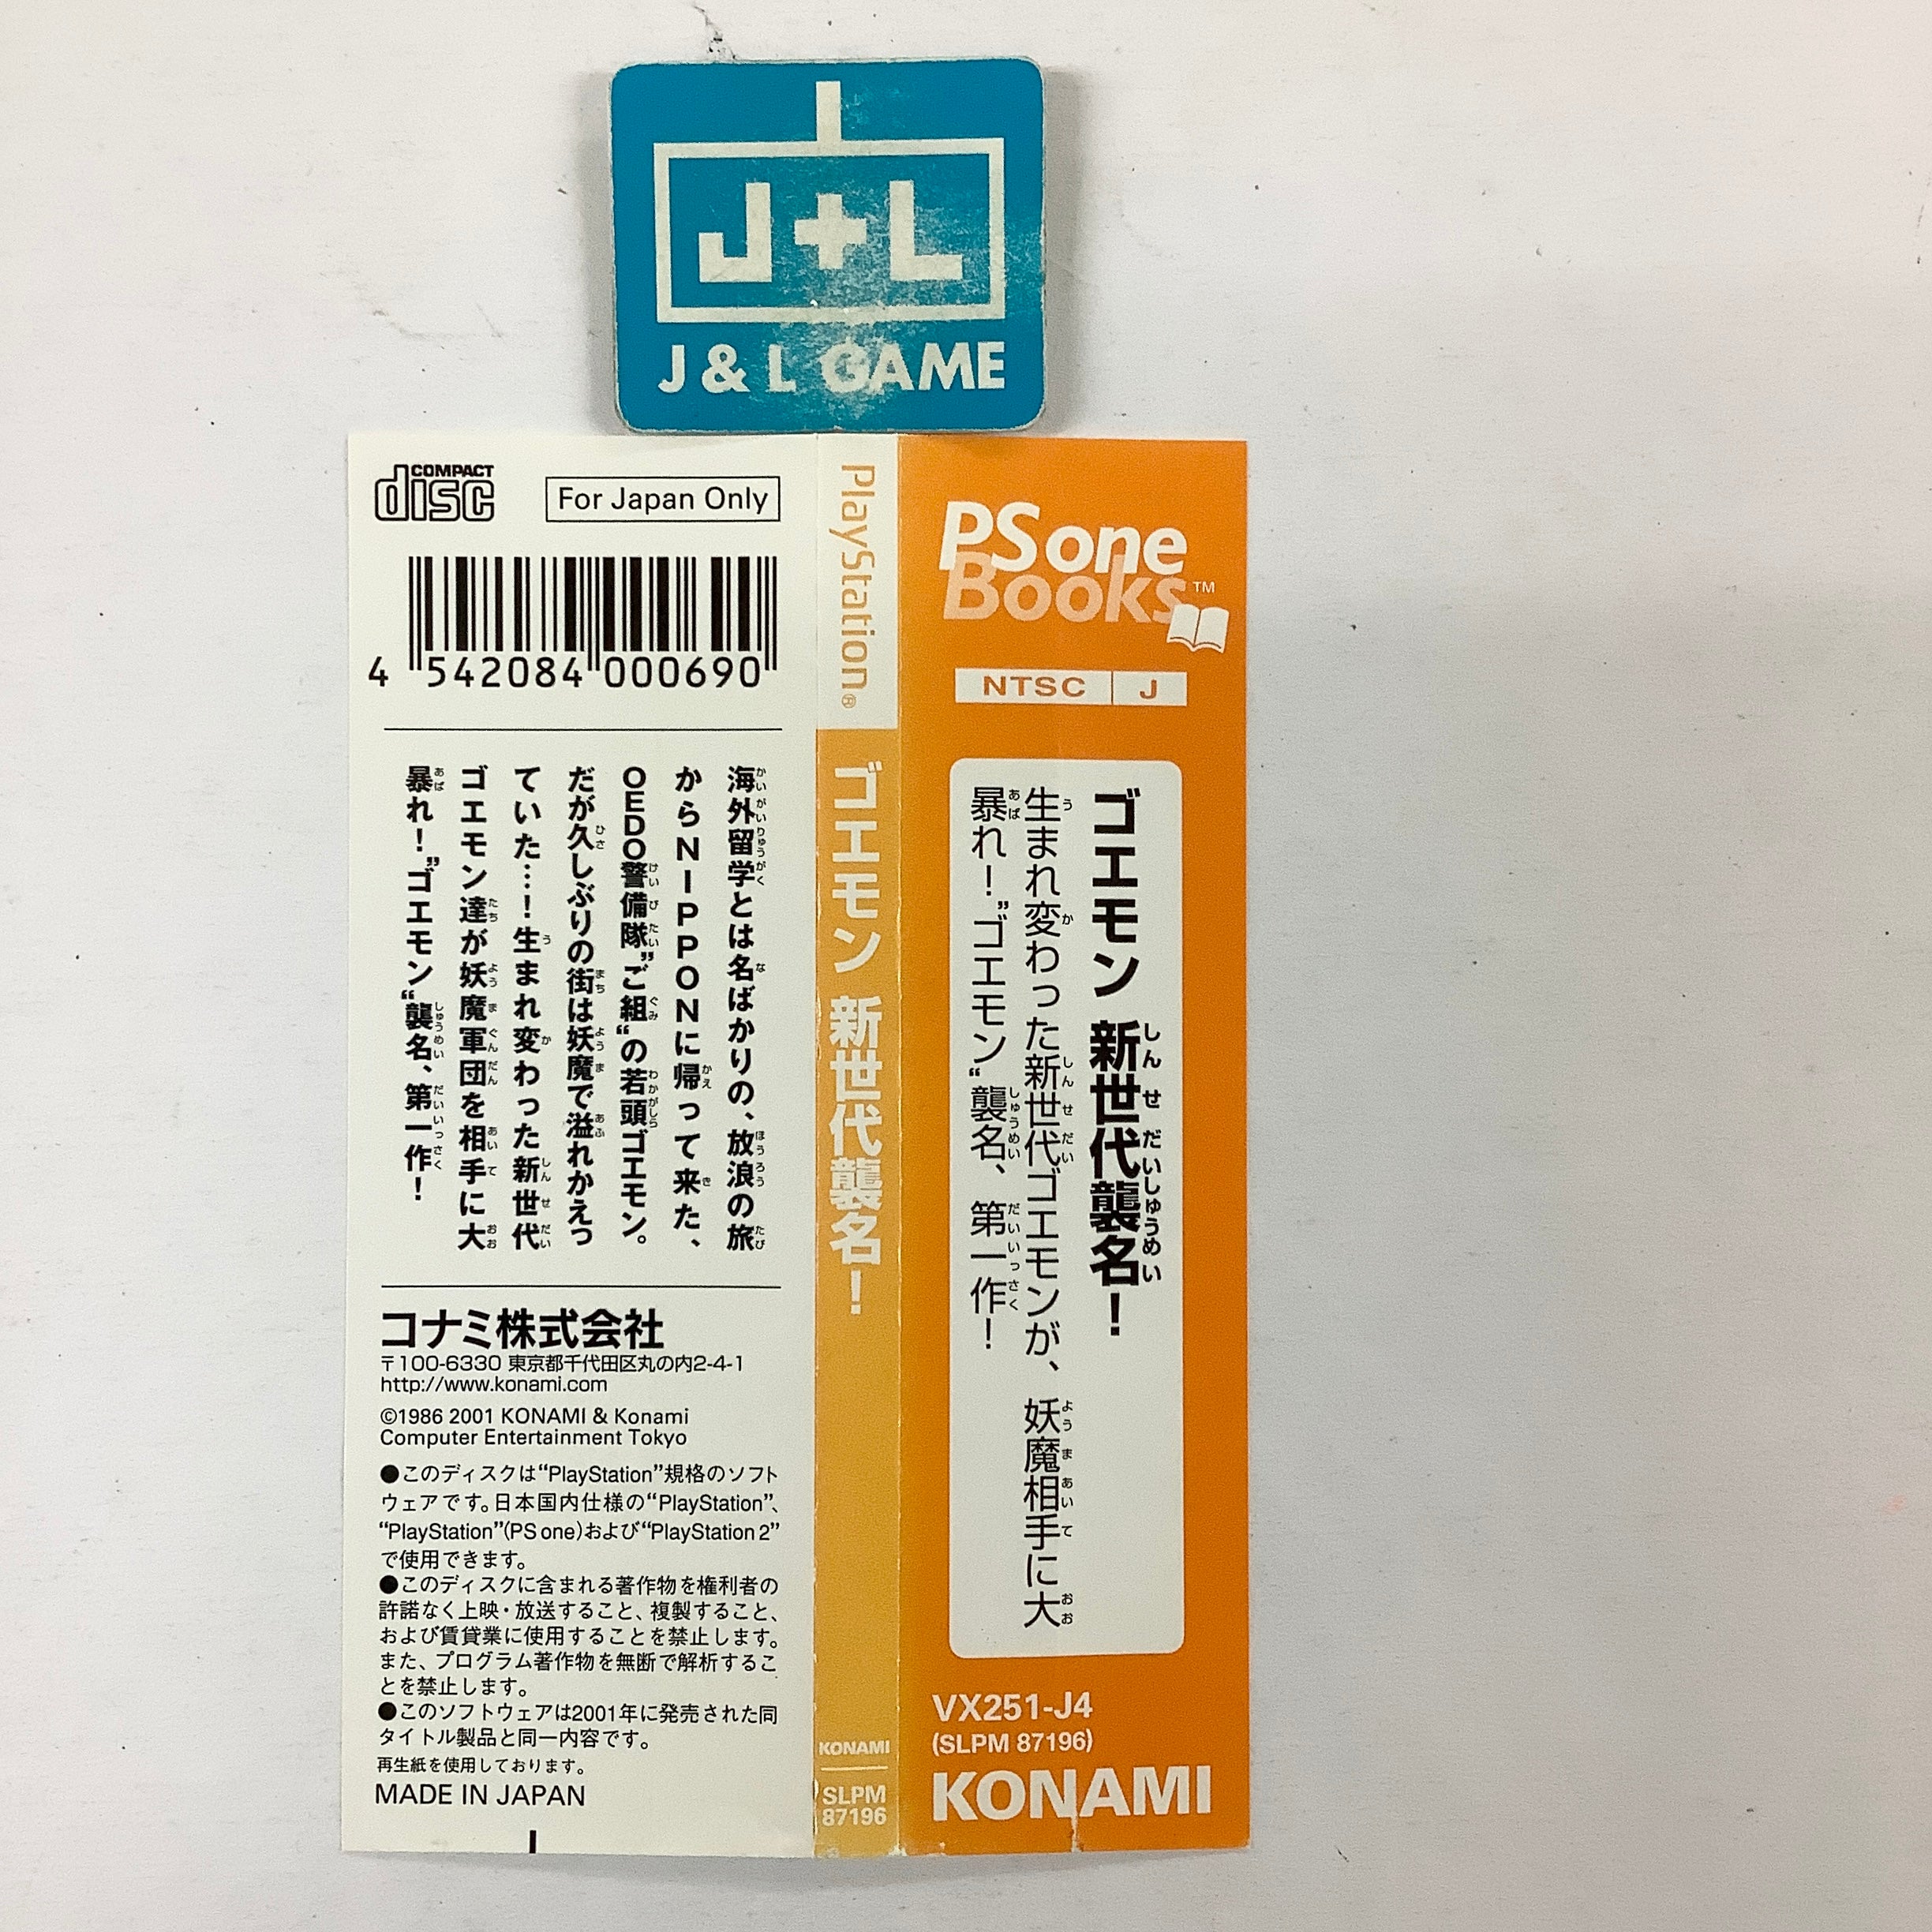 J+L
J & L GAME
COMPACT
disc
For Japan Only
4 542084 000690
海外留学とは名ばかりの、放浪の旅
からNIPPONに帰って来た、
OEDO警備隊"ご組"の若頭ゴエモン。
だが久しぶりの街は妖魔で溢れかえっ
ていた…!生まれ変わった新世代
ゴエモン達が妖魔軍団を相手に大
暴れ!"ゴエモン"襲名、第一作!
コナミ株式会社
〒100-6330 東京都千代田区丸の内2-4-1
http://www.konami.com
©1986 2001 KONAMI & Konami
Computer Entertainment Tokyo
●このディスクは“PlayStation”規格のソフト
ウェアです。日本国内仕様の“PlayStation”、
“PlayStation”(PS one)および“PlayStation 2”
で使用できます。
●このディスクに含まれる著作物を権利者の
許諾なく上映・放送すること、複製すること、
および賃貸業に使用することを禁止します。
また、プログラム著作物を無断で解析するこ
とを禁止します。
●このソフトウェアは2001年に発売された同
タイトル製品と同一内容です。
再生紙を使用しております。
MADE IN JAPAN
PlayStation®
ゴエモン 新世代襲名!
KONAMI
SLPM
87196
PS one
Books™
NTSC J
ゴエモン 新世代襲名!
生まれ変わった新世代ゴエモンが、妖魔相手に大
暴れ!"ゴエモン"襲名、第一作!
VX251-J4
(SLPM 87196)
KONAMI